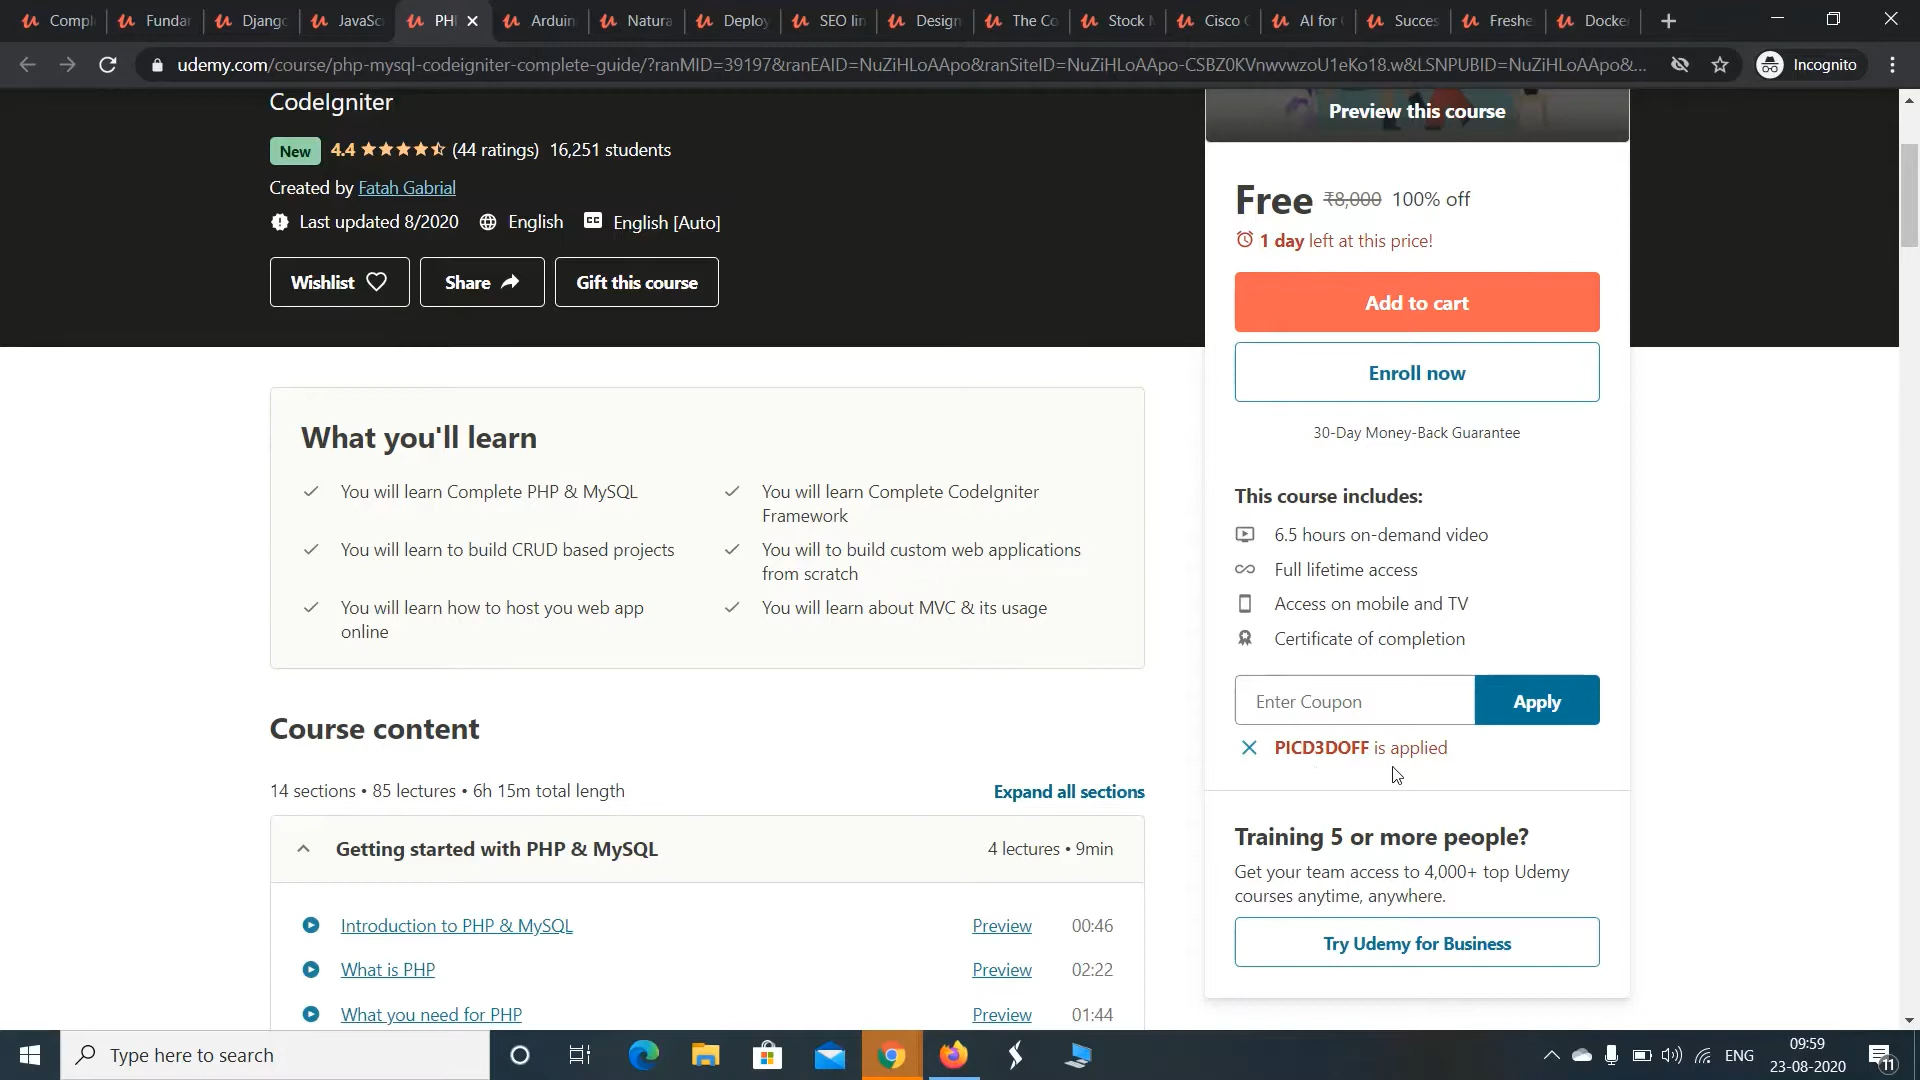 Compl
Fundar
Django
JavaSc
PHI
Arduin
Natura
Deploy
SEO lin
Design
The Co
Stock M
Cisco C
AI for
Succes
Freshe
Docke
udemy.com/course/php-mysql-codeigniter-complete-guide/?ranMID=39197&ranEAID=NuZiHLoAApo&ranSiteID=NuZiHLoAApo-CSBZ0KVnwvwzoU1eKo18.w&LSNPUBID=NuZiHLoAApo&...
Incognito
CodeIgniter
New 4.4 (44 ratings) 16,251 students
Created by Fatah Gabrial
Last updated 8/2020 English CC English [Auto]
Wishlist
Share
Gift this course
Preview this course
Free ₹8,000 100% off
1 day left at this price!
Add to cart
Enroll now
30-Day Money-Back Guarantee
This course includes:
6.5 hours on-demand video
Full lifetime access
Access on mobile and TV
Certificate of completion
Enter Coupon
Apply
PICD3DOFF is applied
Training 5 or more people?
Get your team access to 4,000+ top Udemy
courses anytime, anywhere.
Try Udemy for Business
What you'll learn
You will learn Complete PHP & MySQL
You will learn Complete CodeIgniter
Framework
You will learn to build CRUD based projects
You will to build custom web applications
from scratch
You will learn how to host you web app
online
You will learn about MVC & its usage
Course content
14 sections • 85 lectures • 6h 15m total length
Expand all sections
Getting started with PHP & MySQL
4 lectures • 9min
Introduction to PHP & MySQL Preview 00:46
What is PHP Preview 02:22
What you need for PHP Preview 01:44
Type here to search
ENG
09:59
23-08-2020
11